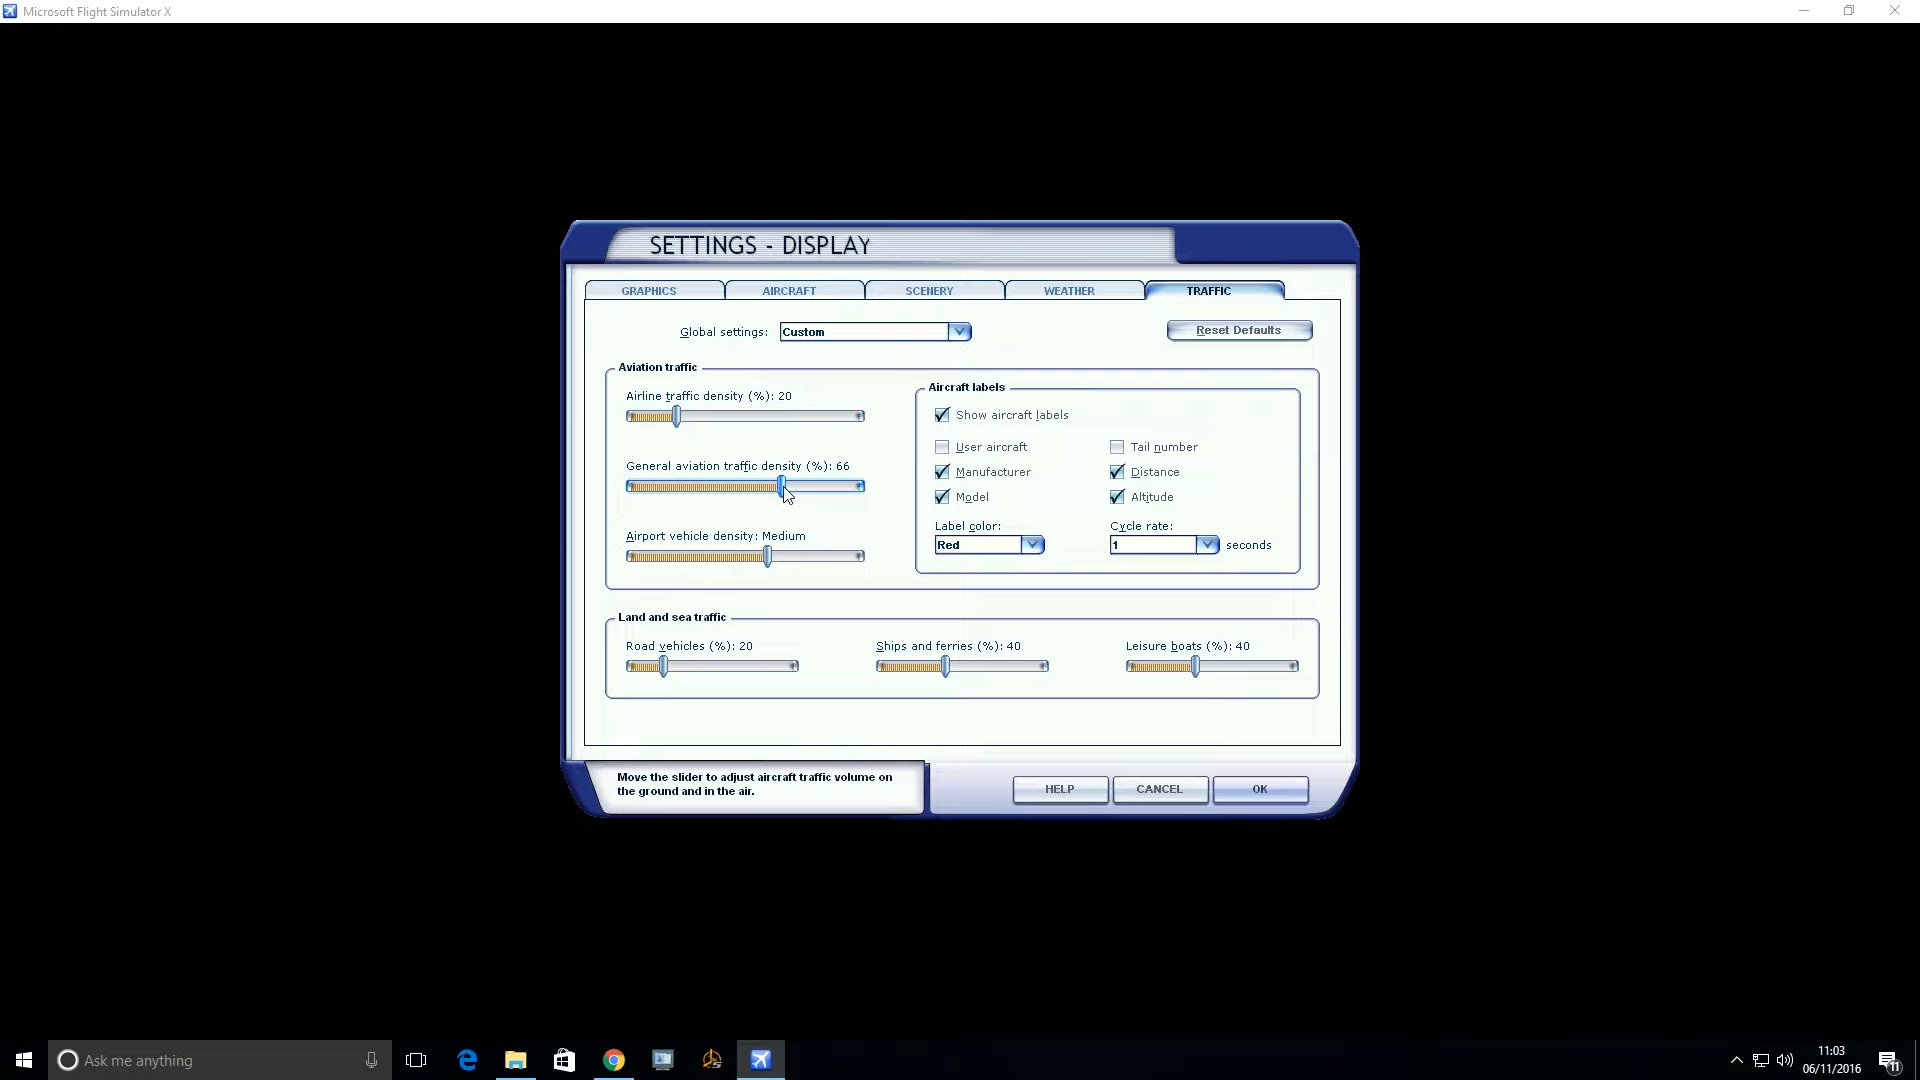 Microsoft Flight Simulator X
SETTINGS - DISPLAY
GRAPHICS
AIRCRAFT
SCENERY
WEATHER
TRAFFIC
Global settings: Custom
Reset Defaults
Aviation traffic
Airline traffic density (%): 20
General aviation traffic density (%): 66
Airport vehicle density: Medium
Aircraft labels
Show aircraft labels
User aircraft
Tail number
Manufacturer
Distance
Model
Altitude
Label color:
Cycle rate:
Red
1 seconds
Land and sea traffic
Road vehicles (%): 20
Ships and ferries (%): 40
Leisure boats (%): 40
Move the slider to adjust aircraft traffic volume on
the ground and in the air.
HELP
CANCEL
OK
Ask me anything
11:03
06/11/2016
11